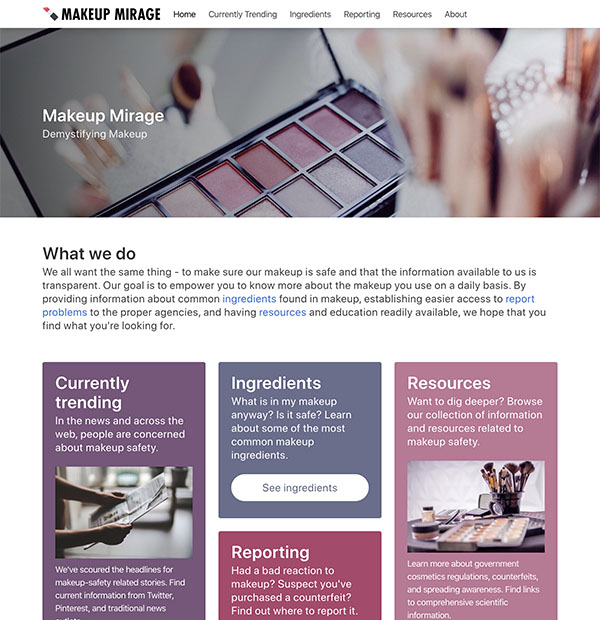 MAKEUP MIRAGE Home Currently Trending Ingredients Reporting Resources About
Makeup Mirage
Demystifying Makeup
What we do
We all want the same thing - to make sure our makeup is safe and that the information available to us is
transparent. Our goal is to empower you to know more about the makeup you use on a daily basis. By
providing information about common ingredients found in makeup, establishing easier access to report
problems to the proper agencies, and having resources and education readily available, we hope that you
find what you're looking for.
Currently
trending
In the news and across the
web, people are concerned
about makeup safety.
We've scoured the headlines for
makeup-safety related stories. Find
current information from Twitter,
Pinterest, and traditional news
Ingredients
What is in my makeup
anyway? Is it safe? Learn
about some of the most
common makeup
ingredients.
See ingredients
Reporting
Had a bad reaction to
makeup? Suspect you've
purchased a counterfeit?
Find out where to report it.
Resources
Want to dig deeper? Browse
our collection of information
and resources related to
makeup safety.
Learn more about government
cosmetics regulations, counterfeits,
and spreading awareness. Find links
to comprehensive scientific
information.